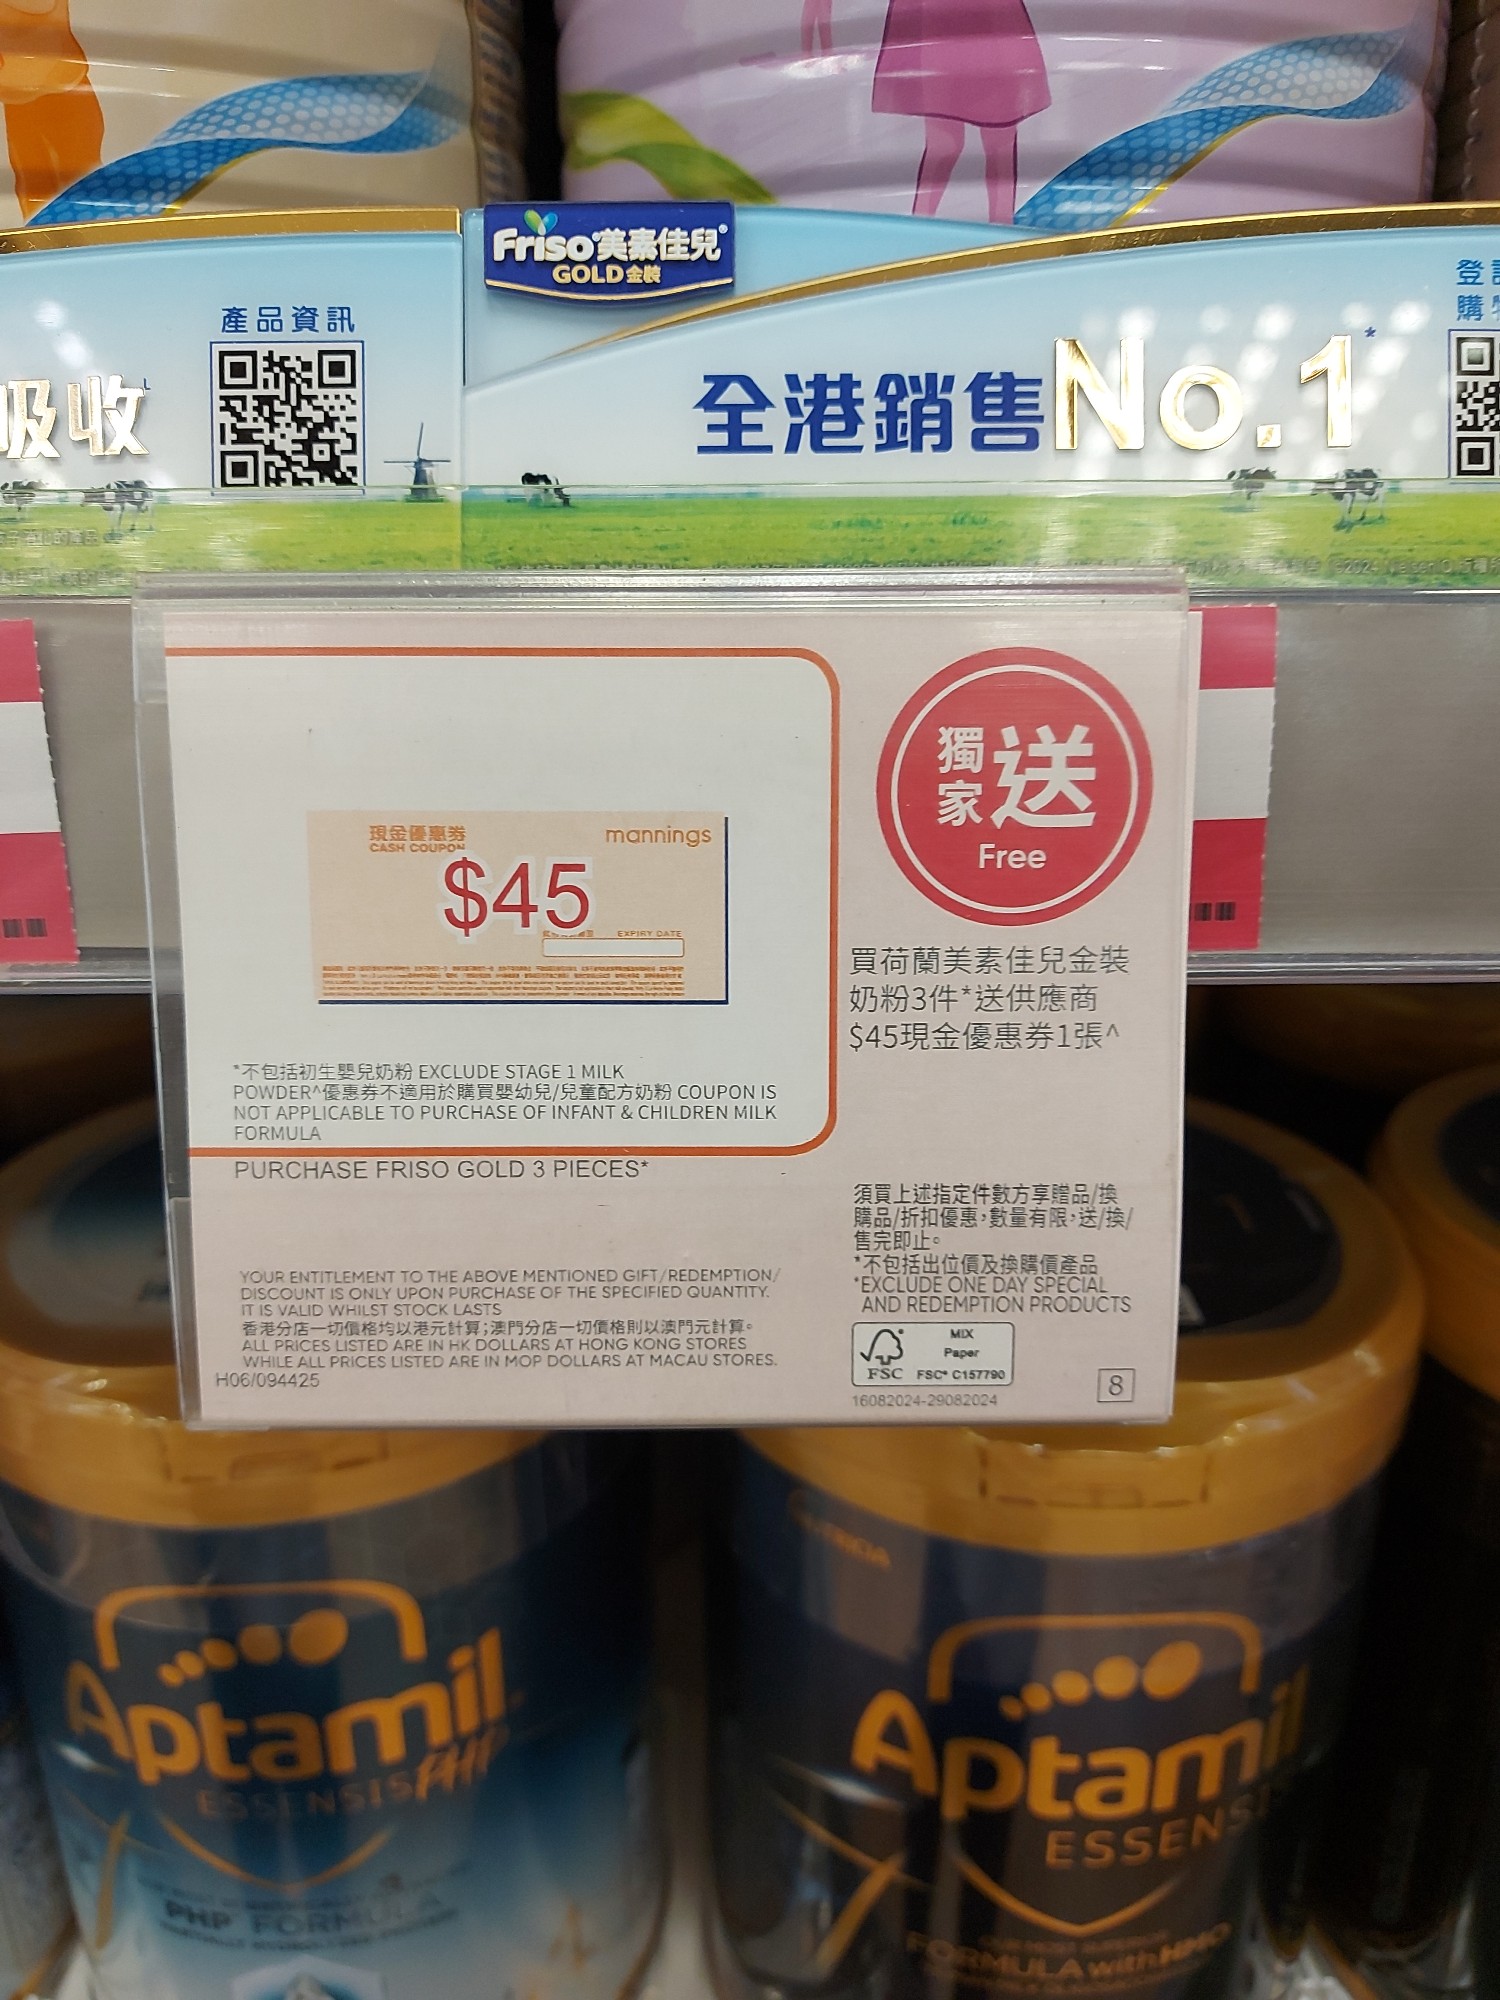 Friso 美素佳兒
GOLD 金裝
產品資訊
吸收
全港銷售No.1*
獨家送
Free
現金優惠券
CASH COUPON
mannings
$45
EXPIRY DATE
買荷蘭美素佳兒金裝
奶粉3件*送供應商
$45現金優惠券1張^
*不包括初生嬰兒奶粉 EXCLUDE STAGE 1 MILK
POWDER^優惠券不適用於購買嬰幼兒/兒童配方奶粉 COUPON IS
NOT APPLICABLE TO PURCHASE OF INFANT & CHILDREN MILK
FORMULA
PURCHASE FRISO GOLD 3 PIECES*
須買上述指定件數方享贈品/換
購品/折扣優惠,數量有限,送/換/
售完即止。
*不包括出位價及換購價產品
*EXCLUDE ONE DAY SPECIAL
AND REDEMPTION PRODUCTS
YOUR ENTITLEMENT TO THE ABOVE MENTIONED GIFT/REDEMPTION/
DISCOUNT IS ONLY UPON PURCHASE OF THE SPECIFIED QUANTITY.
IT IS VALID WHILST STOCK LASTS
香港分店一切價格均以港元計算;澳門分店一切價格則以澳門元計算。
ALL PRICES LISTED ARE IN HK DOLLARS AT HONG KONG STORES
WHILE ALL PRICES LISTED ARE IN MOP DOLLARS AT MACAU STORES.
H06/094425
FSC
MIX
Paper
FSC® C157790
16082024-29082024
8
Aptamil
ESSENSIS PHP
PHP FORMULA
Aptamil
ESSENS
FORMULA with HMO